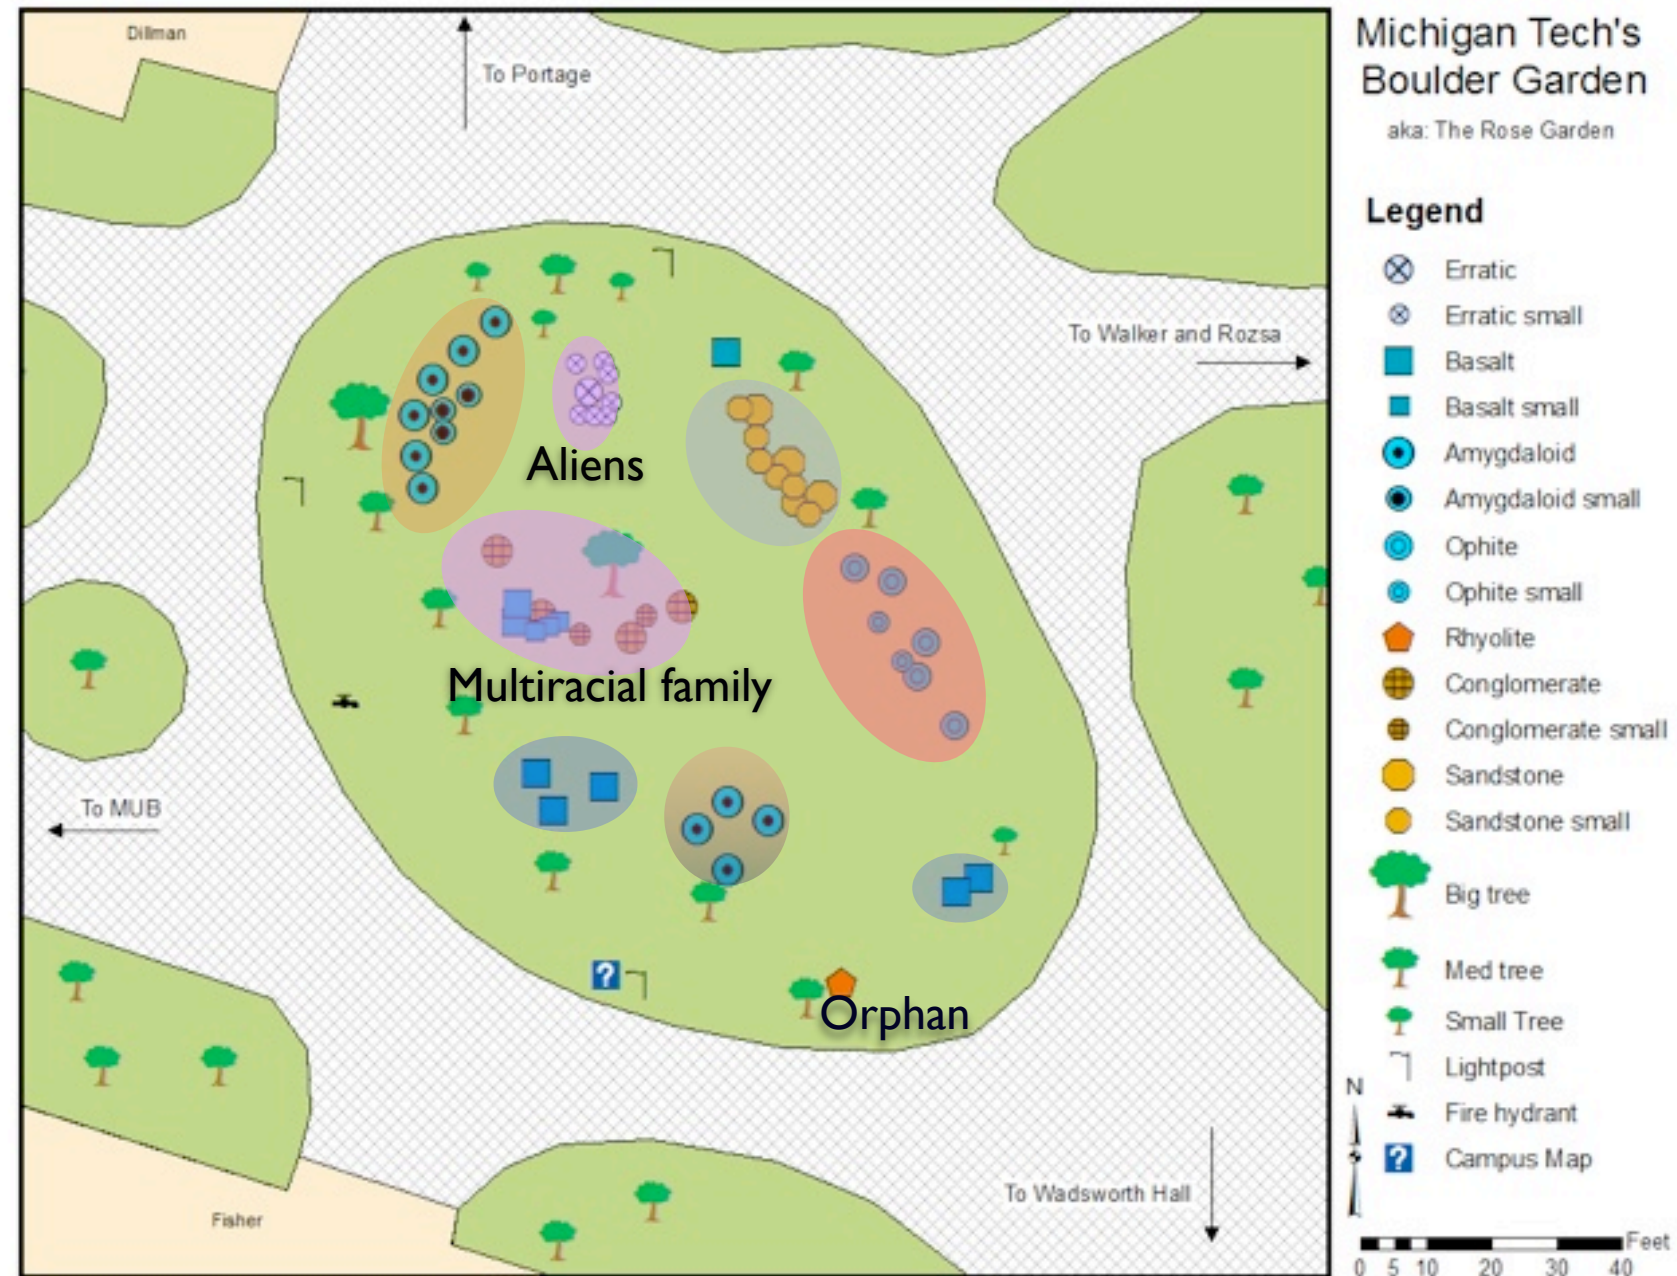 Dillman
To Portage
To Walker and Rozsa
Aliens
Multiracial family
To MUB
?
Orphan
To Wadsworth Hall
Fisher
Michigan Tech's
Boulder Garden
aka: The Rose Garden
Legend
Erratic
Erratic small
Basalt
Basalt small
Amygdaloid
Amygdaloid small
Ophite
Ophite small
Rhyolite
Conglomerate
Conglomerate small
Sandstone
Sandstone small
Big tree
Med tree
Small Tree
Lightpost
Fire hydrant
? Campus Map
N
Feet
0 5 10 20 30 40